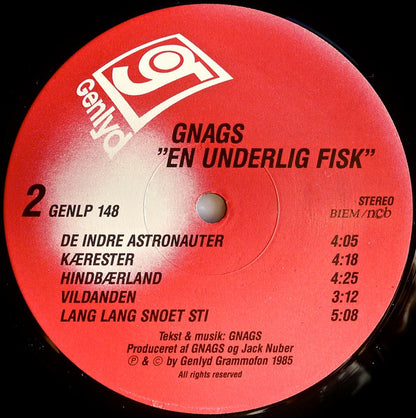 g
Genlyd
GNAGS
"EN UNDERLIG FISK"
2 GENLP 148
STEREO
BIEM/ncb
DE INDRE ASTRONAUTER 4:05
KÆRESTER 4:18
HINDBÆRLAND 4:25
VILDANDEN 3:12
LANG LANG SNOET STI 5:08
Tekst & musik: GNAGS
Produceret af GNAGS og Jack Nuber
Ⓟ & © by Genlyd Grammofon 1985
All rights reserved